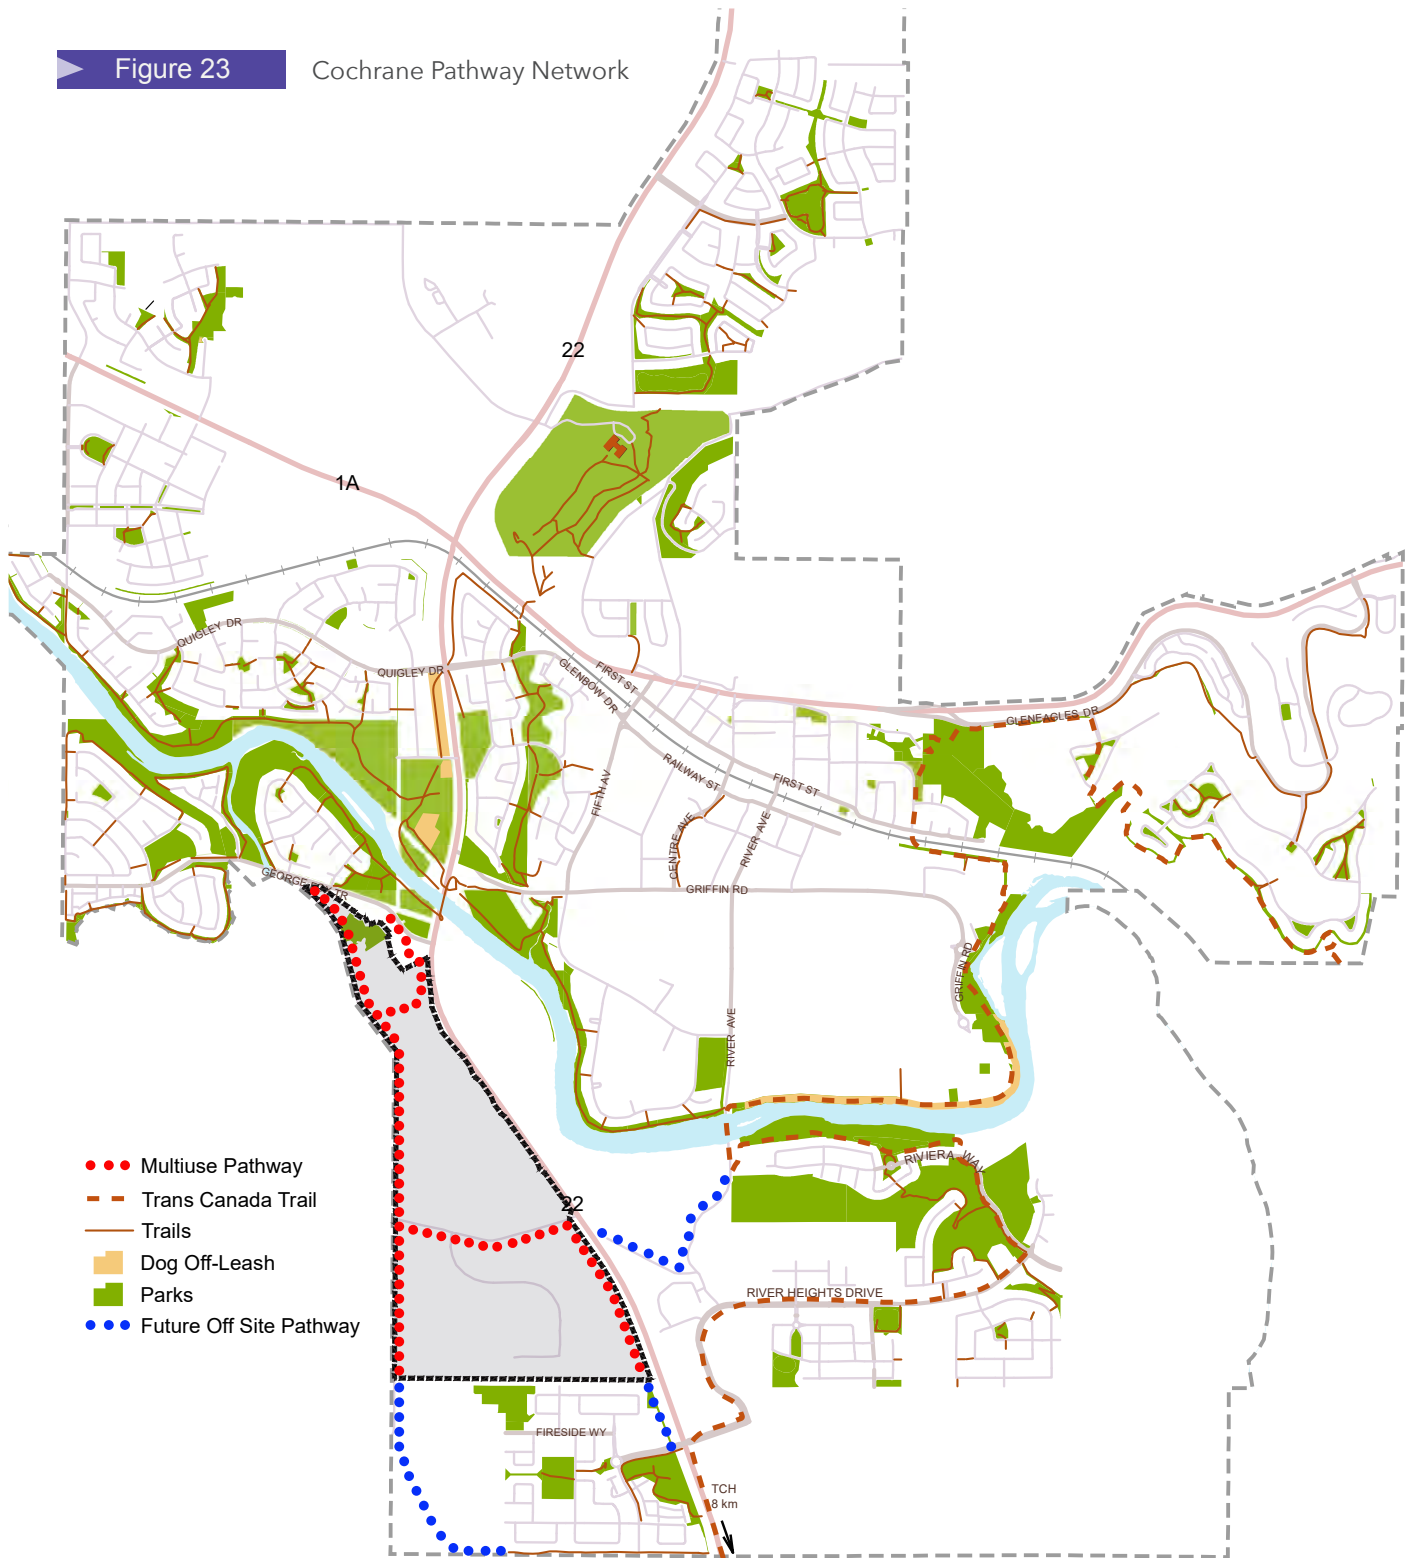 Figure 23
Cochrane Pathway Network
22
1A
QUIGLEY DR
QUIGLEY DR
FIRST ST
GLENBOW DR
GLENEAGLES DR
RAILWAY ST
FIRST ST
FIFTH AV
CENTRE AVE
RIVER AVE
GEORGE
TR
GRIFFIN RD
GRIFFIN RD
RIVER AVE
RIVIERA WAY
22
Multiuse Pathway
Trans Canada Trail
Trails
Dog Off-Leash
Parks
Future Off Site Pathway
RIVER HEIGHTS DRIVE
FIRESIDE WY
TCH
8 km